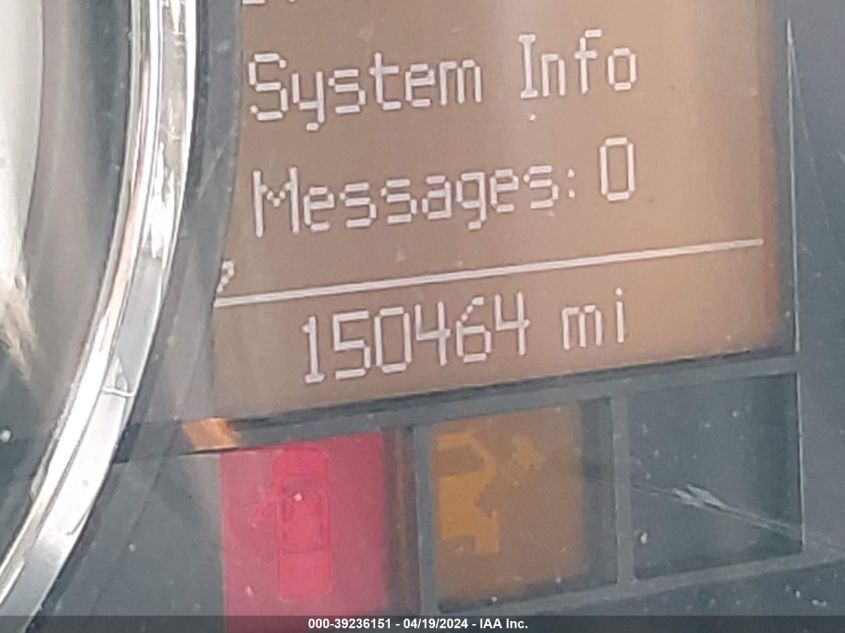 System Info
Messages: 0
150464 mi
000-39236151 - 04/19/2024 - IAA Inc.